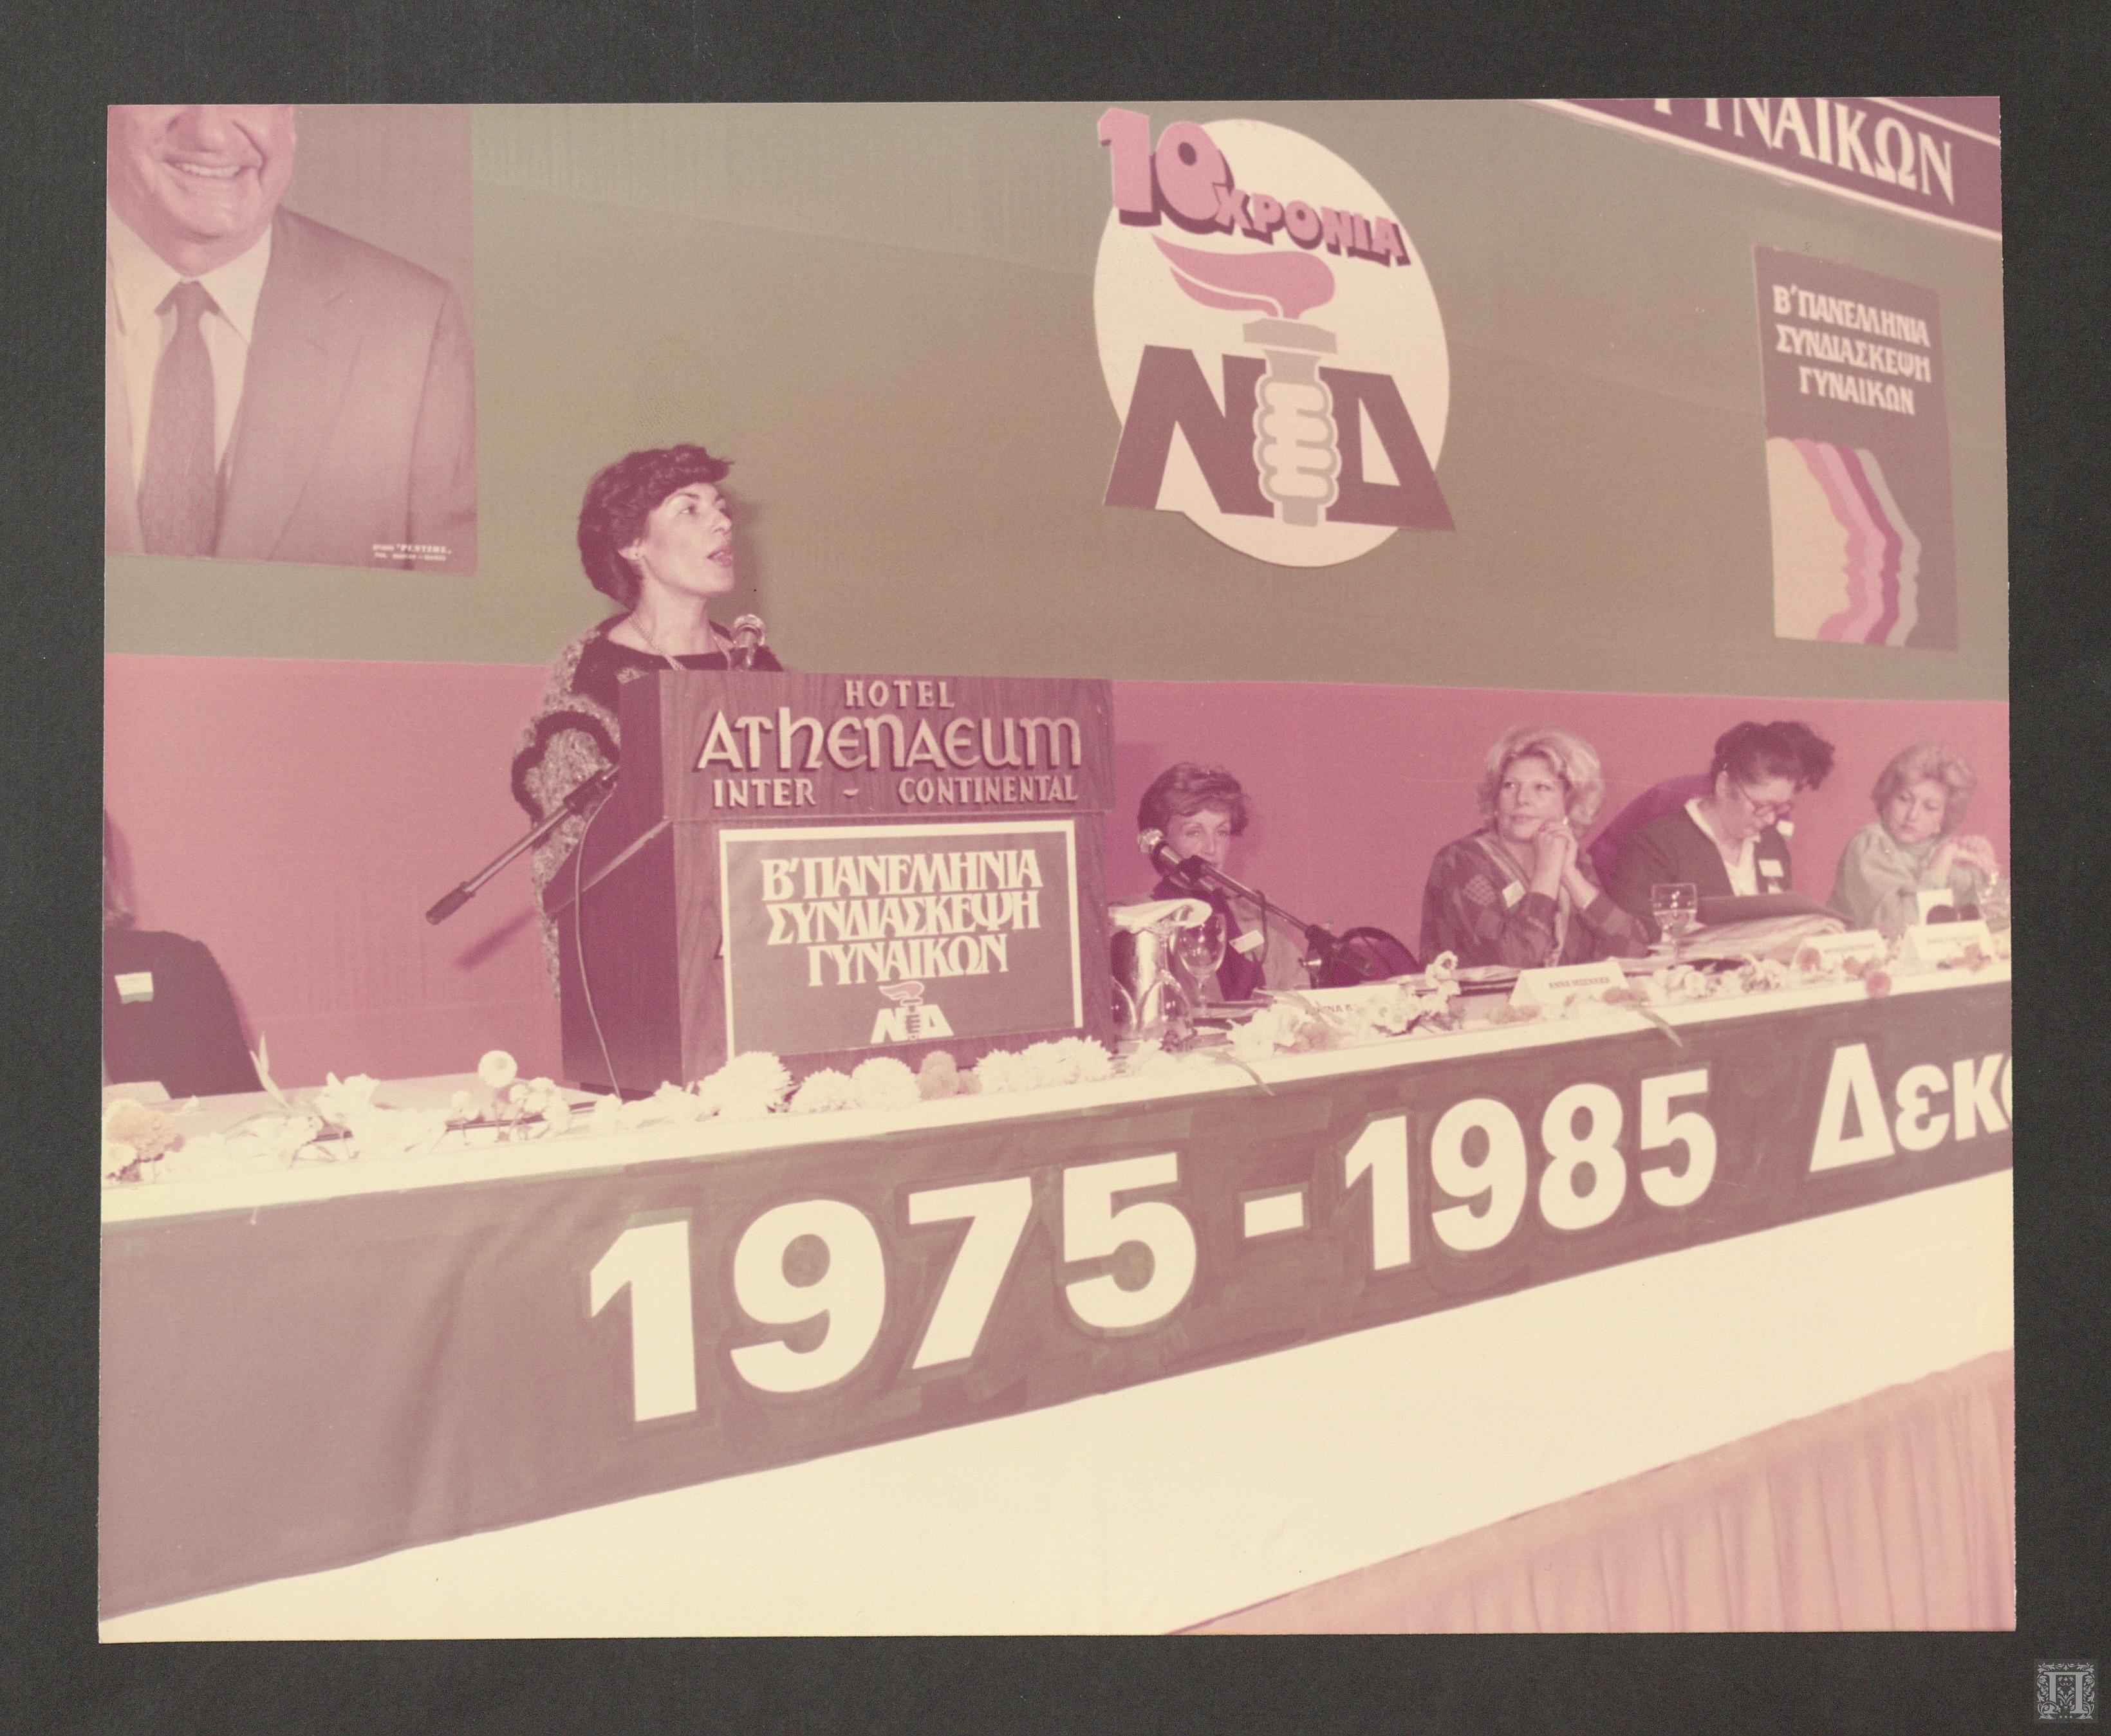 10 ΧΡΟΝΙΑ
ΝΔ
ΓΥΝΑΙΚΩΝ
Β' ΠΑΝΕΛΛΗΝΙΑ
ΣΥΝΔΙΑΣΚΕΨΗ
ΓΥΝΑΙΚΩΝ
HOTEL
ATHENAEUM
INTER - CONTINENTAL
Β' ΠΑΝΕΛΛΗΝΙΑ
ΣΥΝΔΙΑΣΚΕΨΗ
ΓΥΝΑΙΚΩΝ
ΝΔ
1975-1985 Δεκ